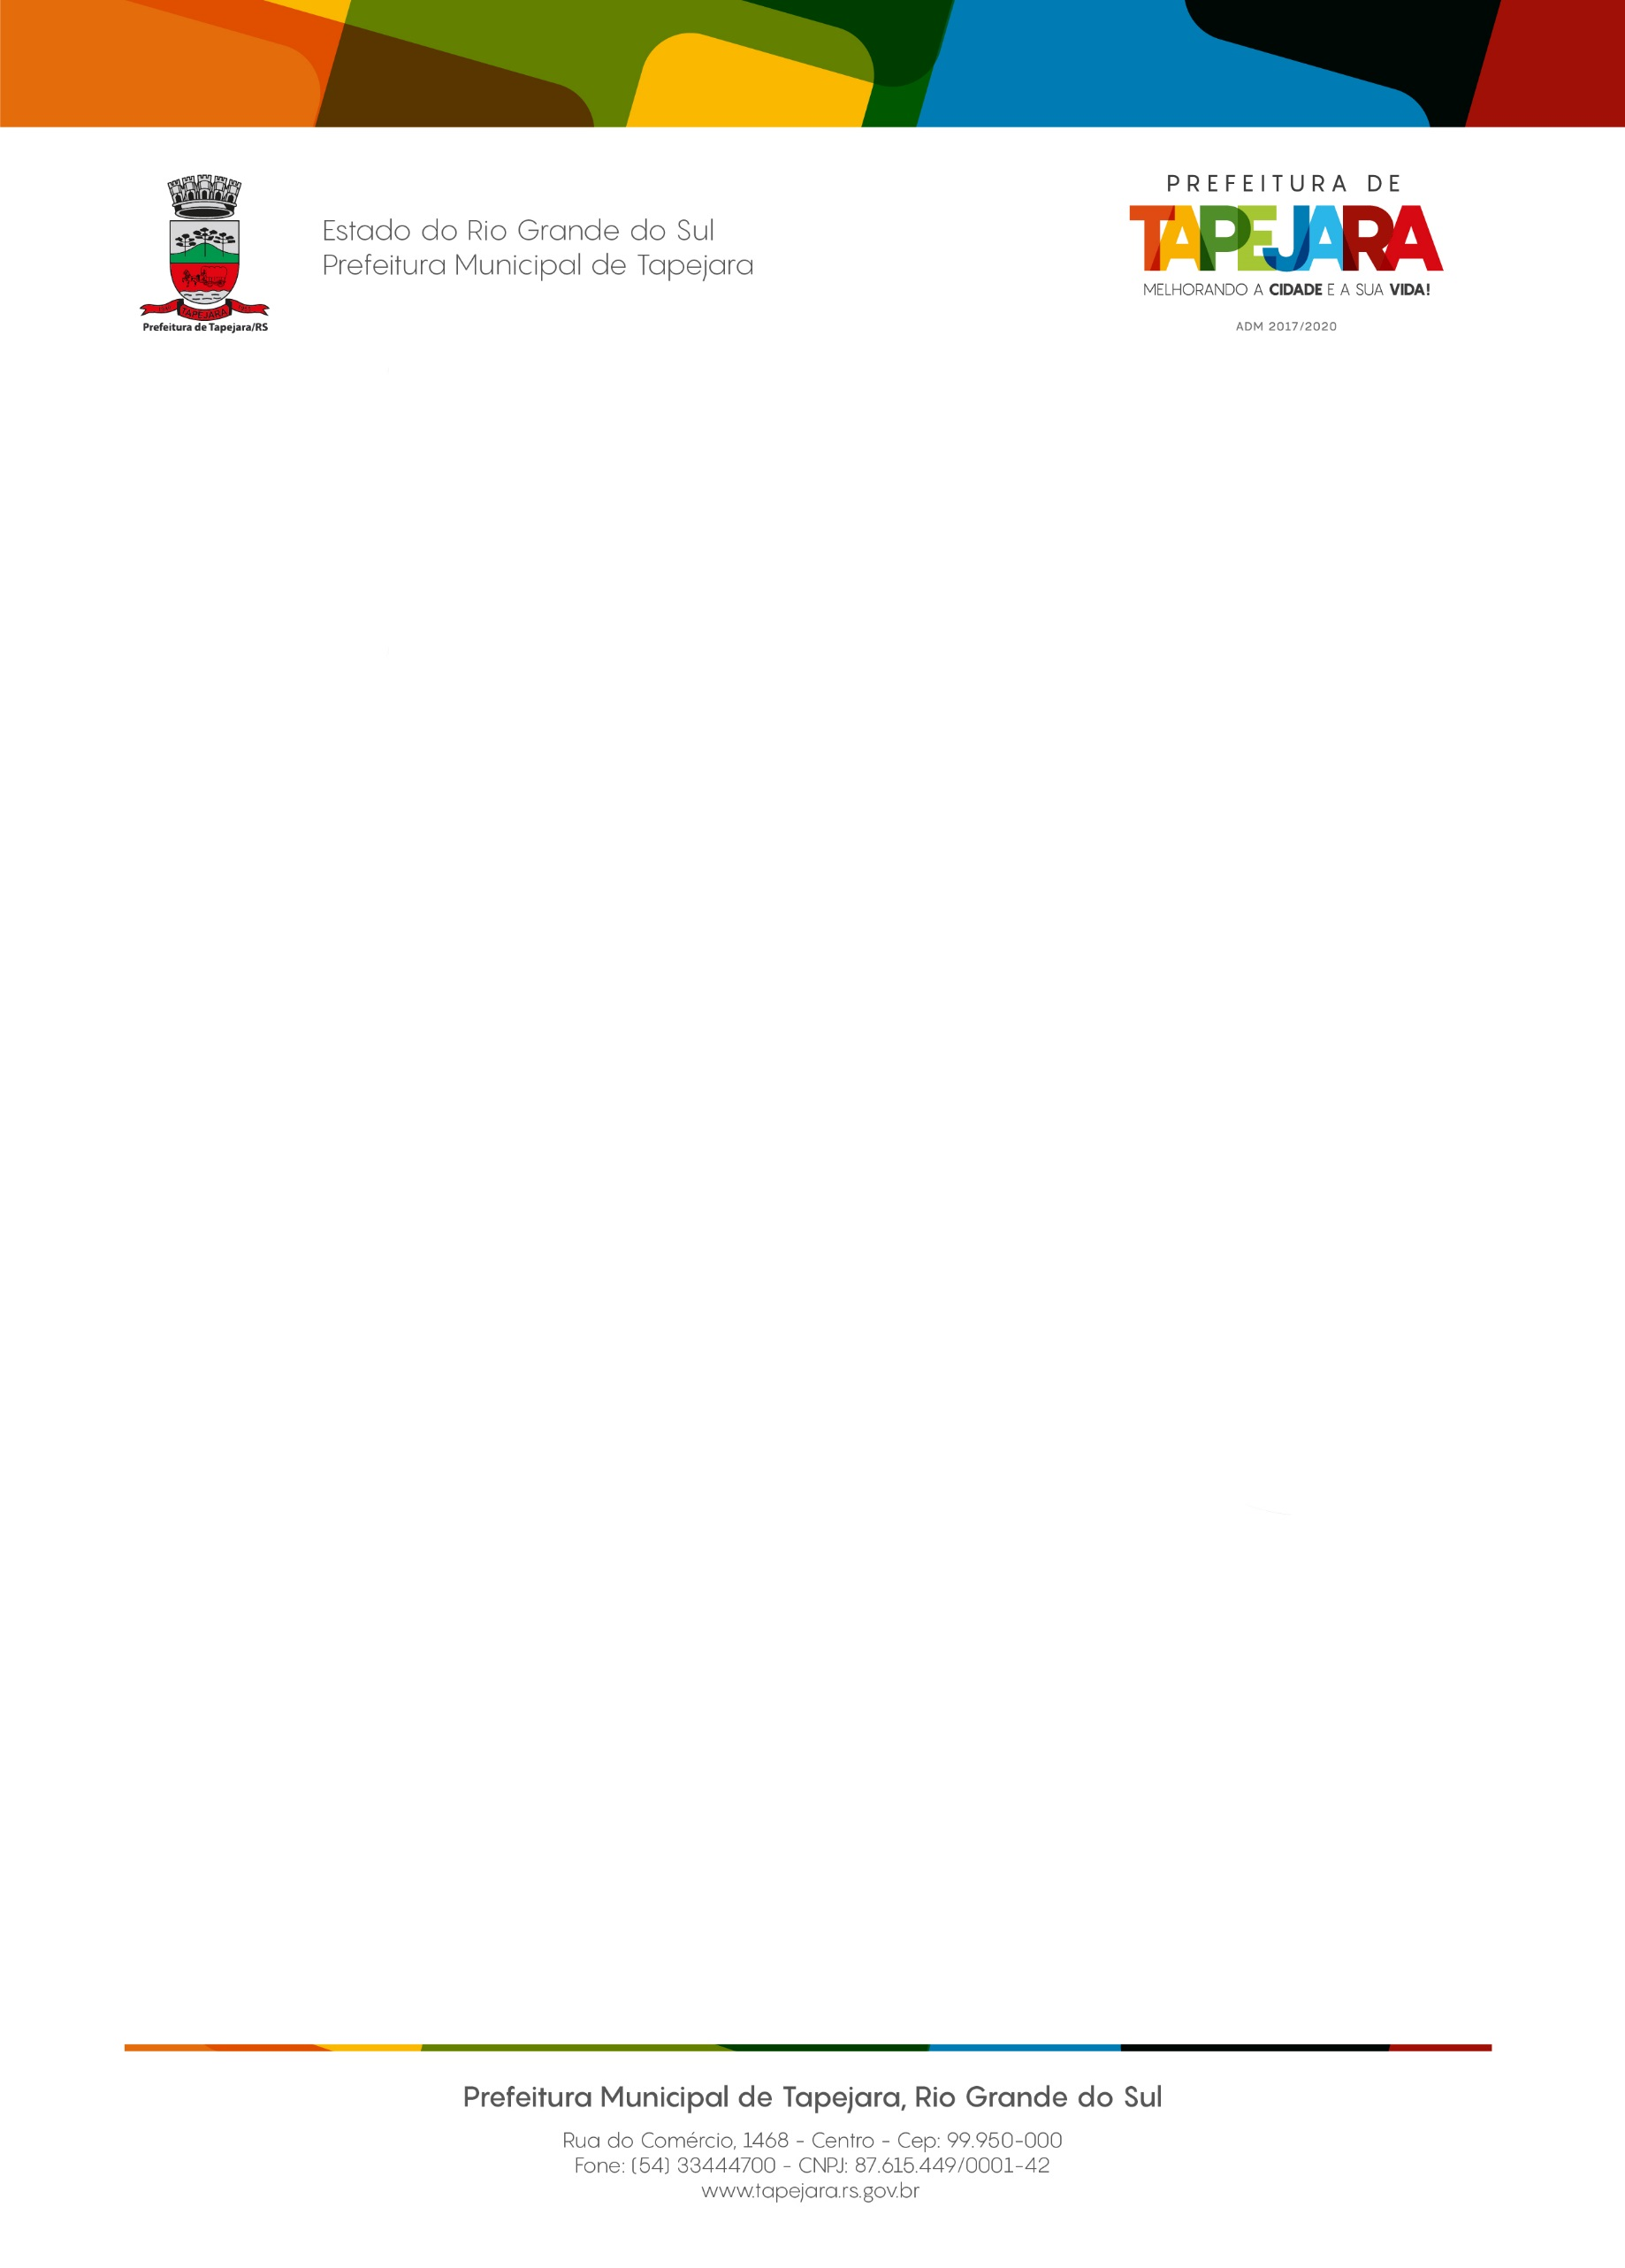 Estado do Rio Grande do Sul
Prefeitura Municipal de Tapejara
TAPEJARA
Prefeitura de Tapejara/RS
PREFEITURA DE
TAPEJARA
MELHORANDO A CIDADE E A SUA VIDA!
ADM 2017/2020
Prefeitura Municipal de Tapejara, Rio Grande do Sul
Rua do Comércio, 1468 - Centro - Cep: 99.950-000
Fone: (54) 33444700 - CNPJ: 87.615.449/0001-42
www.tapejara.rs.gov.br